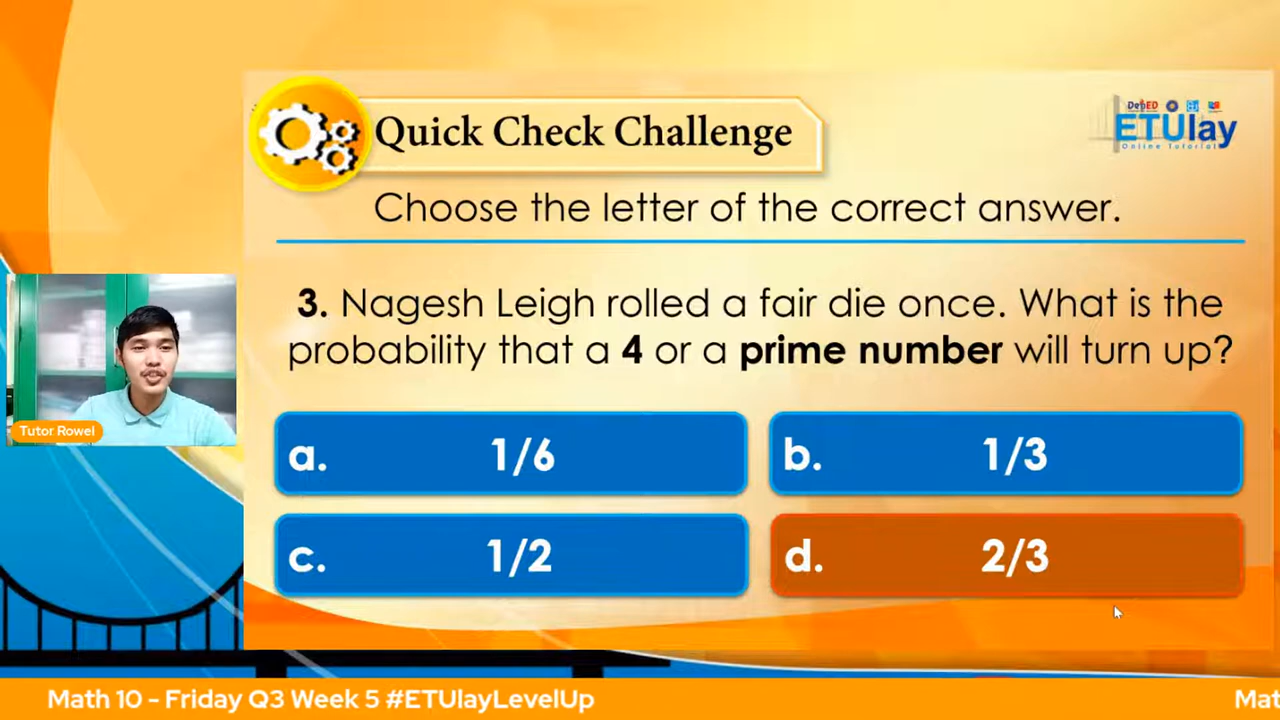 Quick Check Challenge
DepED
ETUlay
Online Tutorial
Choose the letter of the correct answer.
3. Nagesh Leigh rolled a fair die once. What is the
probability that a 4 or a prime number will turn up?
a. 1/6
b. 1/3
c. 1/2
d. 2/3
Tutor Rowel
Math 10 - Friday Q3 Week 5 #ETUlayLevelUp
Mat